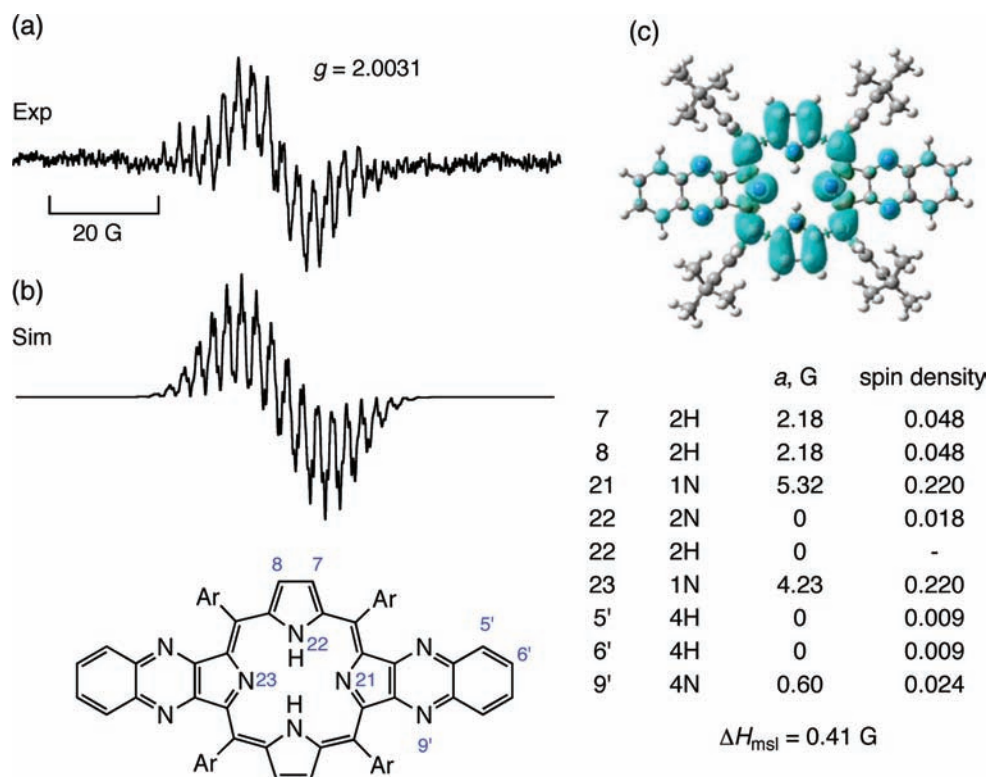 (a)
g = 2.0031
Exp
20 G
(b)
Sim
8 7
Ar Ar
N 22
H
N N 5'
6'
N 23 N 21
H
N
N N
9'
Ar Ar
(c)
a, G spin density
7 2H 2.18 0.048
8 2H 2.18 0.048
21 1N 5.32 0.220
22 2N 0 0.018
22 2H 0 -
23 1N 4.23 0.220
5' 4H 0 0.009
6' 4H 0 0.009
9' 4N 0.60 0.024
ΔHmsl = 0.41 G